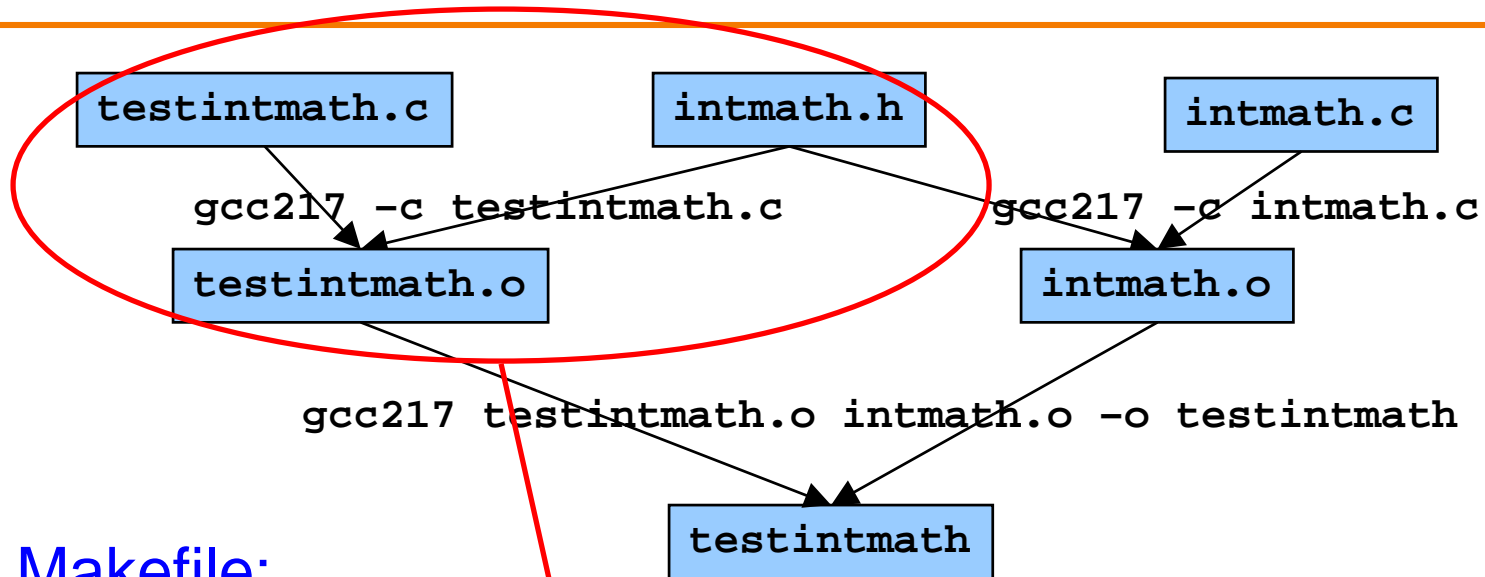 testintmath.c
intmath.h
intmath.c
gcc217 –c testintmath.c
gcc217 –c intmath.c
testintmath.o
intmath.o
gcc217 testintmath.o intmath.o –o testintmath
testintmath
Makefile: